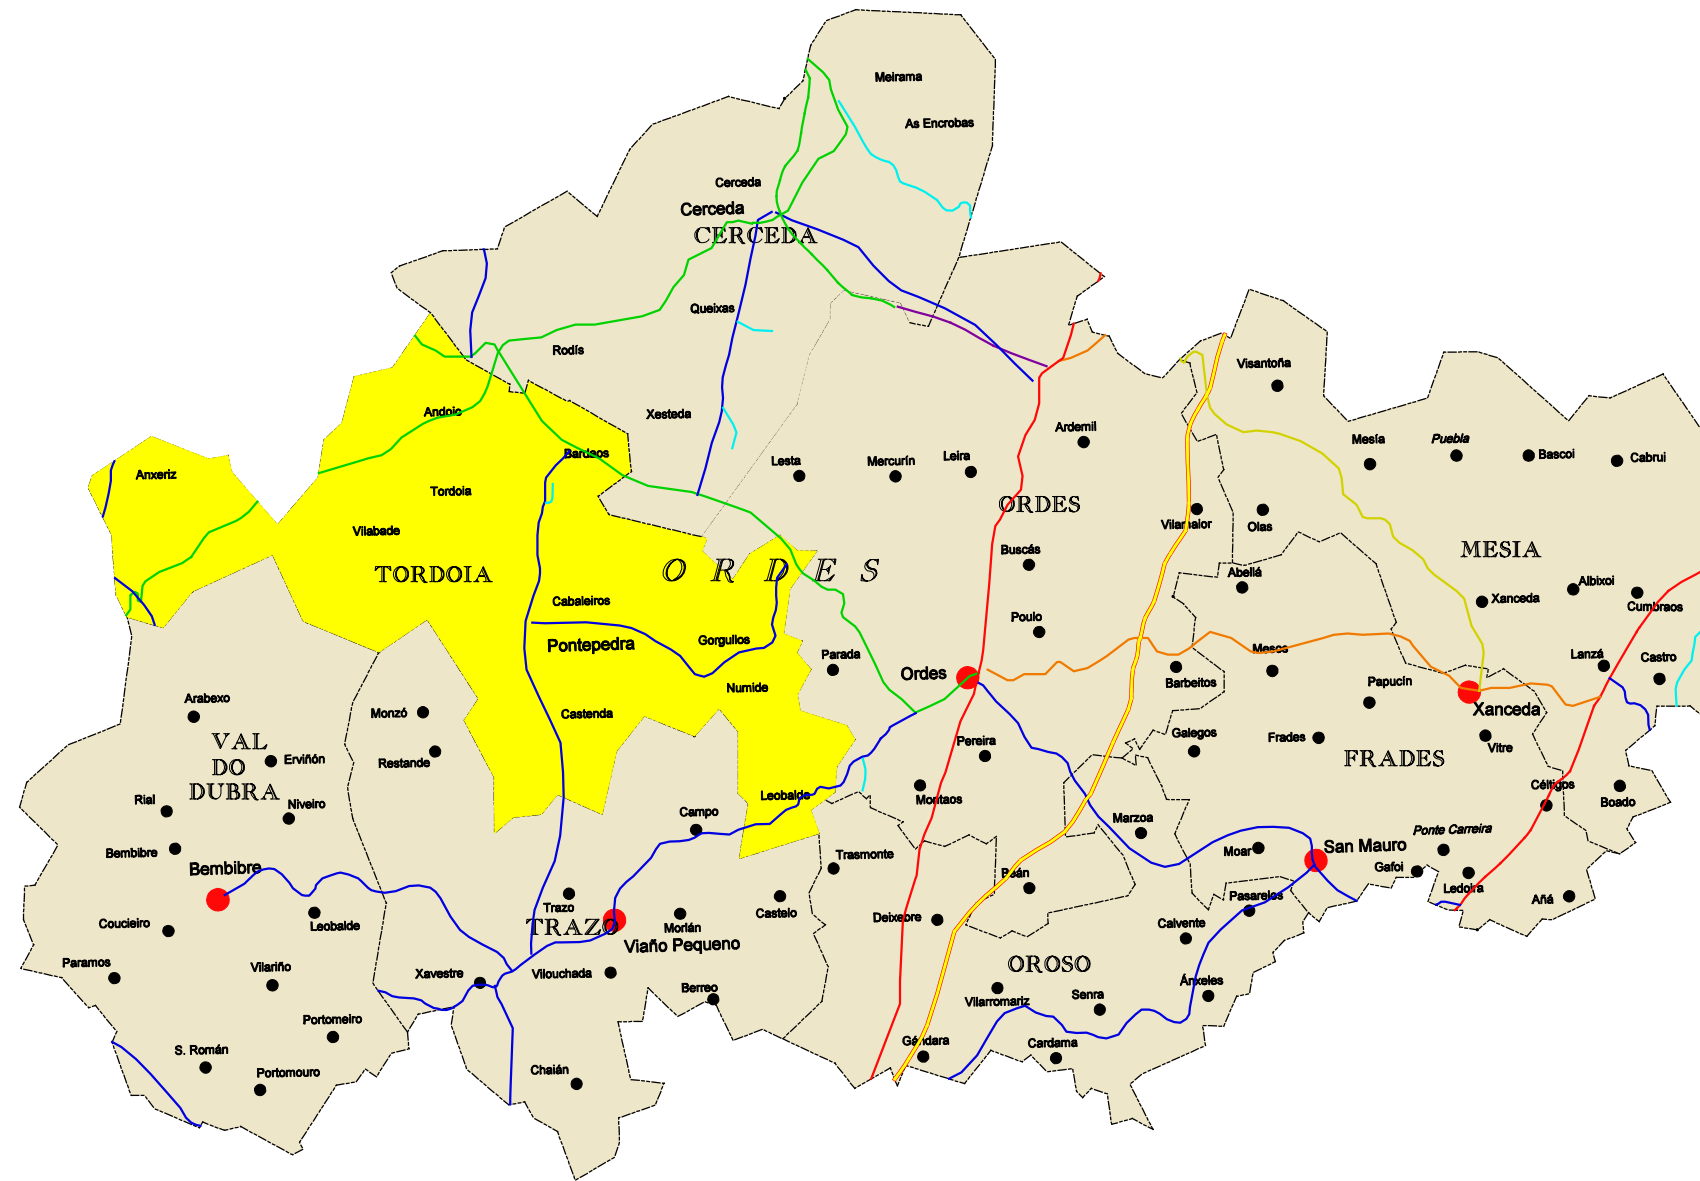 Meirama
As Encrobas
Cerceda
Cerceda
CERCEDA
Queixas
Rodís
Xesteda
Visantoña
Andoio
Ardemil
Mesía
Puebla
Bascoi
Cabrui
Bardaos
Lesta
Mercurín
Leira
Anxeriz
Tordoia
ORDES
Vilabade
Vilamaior
Olas
Buscás
MESIA
TORDOIA
O R D E S
Abellá
Albixoi
Cabaleiros
Xanceda
Cumbraos
Poulo
Gorgullos
Pontepedra
Parada
Mesos
Lanzá
Castro
Ordes
Barbeitos
Papucín
Numide
Arabexo
Monzó
Castenda
Xanceda
VAL
DO
DUBRA
Pereira
Galegos
Frades
Vitre
Erviñón
Restande
FRADES
Rial
Niveiro
Leobalde
Montaos
Céltigos
Boado
Campo
Marzoa
Ponte Carreira
Bembibre
Trasmonte
Moar
San Mauro
Bembibre
Gafoi
Peán
Ledoira
Trazo
Castelo
Pasarelos
Añá
Coucieiro
Leobalde
TRAZO
Morlán
Deixebre
Calvente
Viaño Pequeno
Paramos
Vilariño
Xavestre
Vilouchada
OROSO
Berreo
Vilarromariz
Senra
Ánxeles
Portomeiro
S. Román
Gándara
Cardama
Portomouro
Chaián